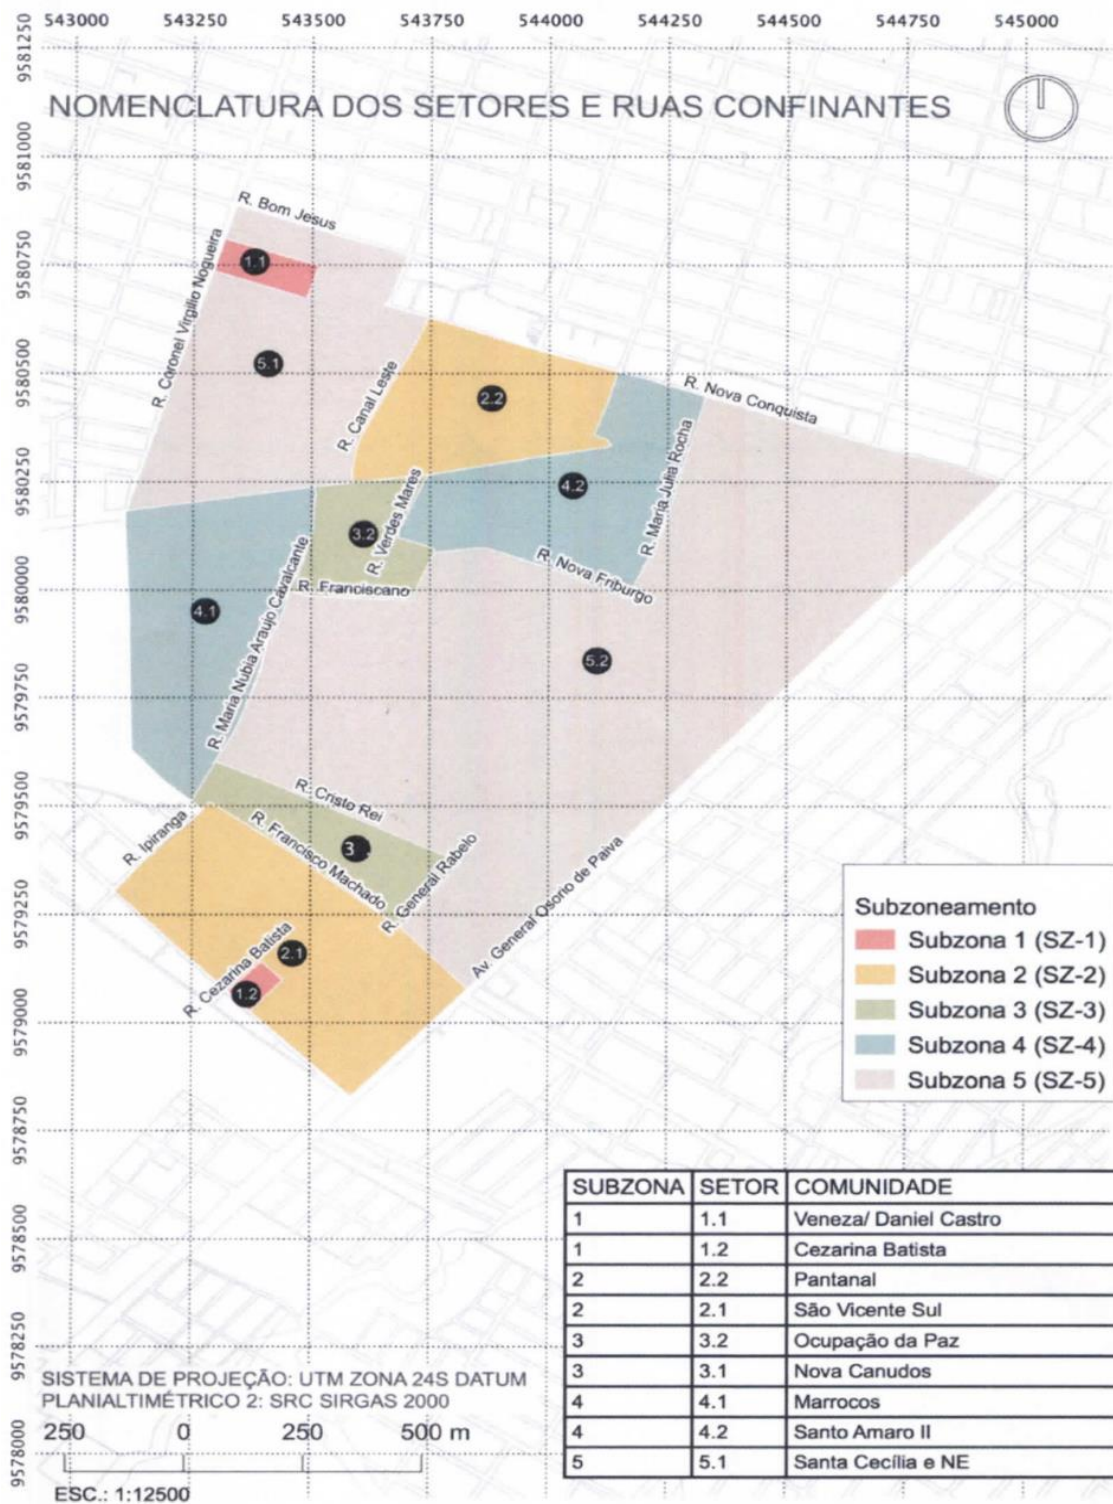 543000 543250 543500 543750 544000 544250 544500 544750 545000
9581250
NOMENCLATURA DOS SETORES E RUAS CONFINANTES
9581000
R. Bom Jesus
R. Coronel Virgilio Nogueira
1.1
9580750
5.1
R. Canal Leste
2.2
R. Nova Conquista
9580500
R. Maria Julia Rocha
4.2
R. Verdes Mares
3.2
9580250
R. Nova Friburgo
R. Franciscano
9580000
4.1
R. Maria Nubia Araujo Cavalcante
5.2
9579750
R. Cristo Rei
9579500
R. Ipiranga
R. Francisco Machado
3
R. General Rabelo
Av. General Osorio de Paiva
9579250
R. Cezarina Batista
2.1
1.2
9579000
Subzoneamento
Subzona 1 (SZ-1)
Subzona 2 (SZ-2)
Subzona 3 (SZ-3)
Subzona 4 (SZ-4)
Subzona 5 (SZ-5)
9578750
9578500
9578250
9578000
SUBZONA SETOR COMUNIDADE
1 1.1 Veneza/ Daniel Castro
1 1.2 Cezarina Batista
2 2.2 Pantanal
2 2.1 São Vicente Sul
3 3.2 Ocupação da Paz
3 3.1 Nova Canudos
4 4.1 Marrocos
4 4.2 Santo Amaro II
5 5.1 Santa Cecília e NE
SISTEMA DE PROJEÇÃO: UTM ZONA 24S DATUM
PLANIALTIMÉTRICO 2: SRC SIRGAS 2000
250 0 250 500 m
ESC.: 1:12500